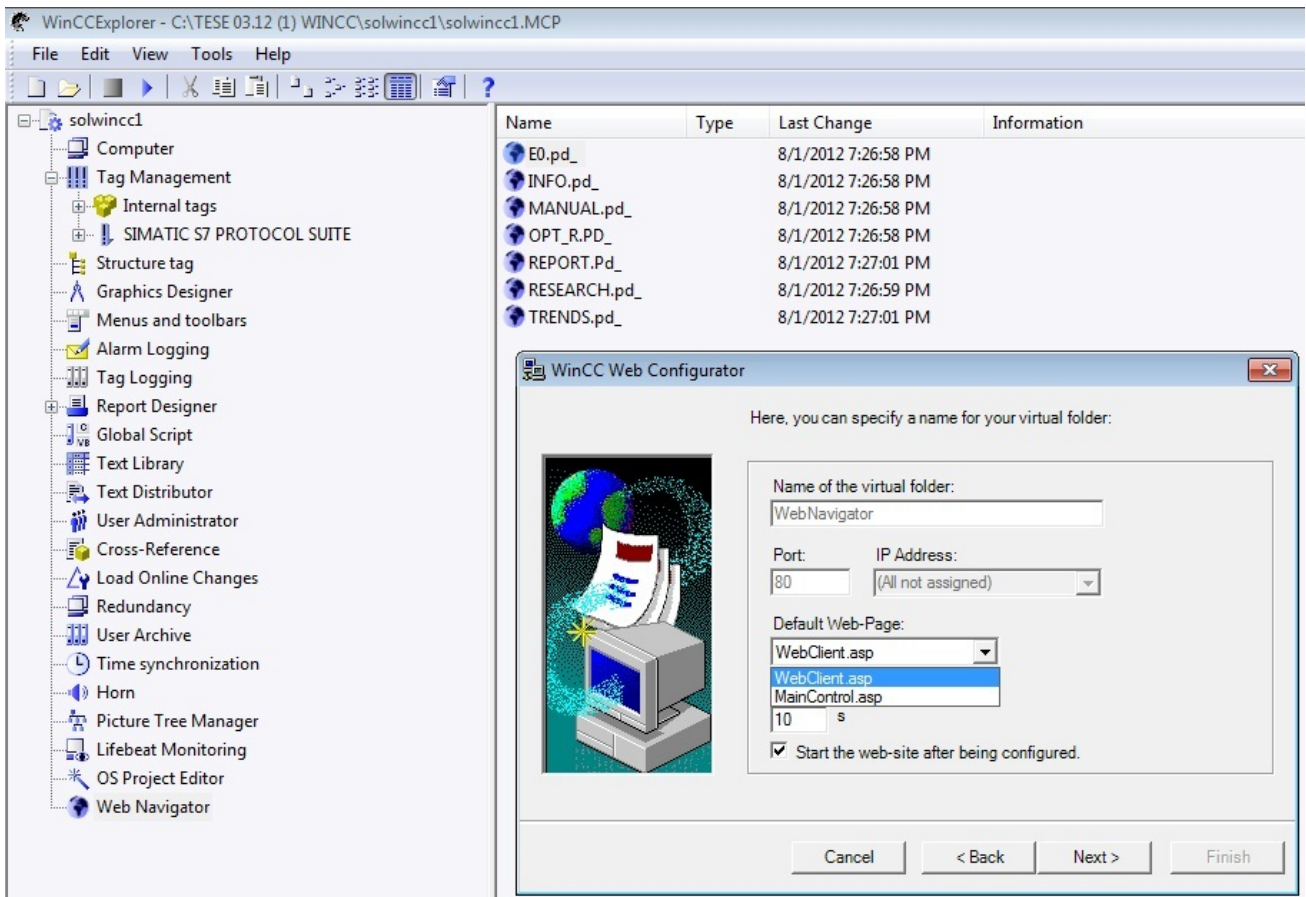 WinCCExplorer - C:\TESE 03.12 (1) WINCC\solwincc1\solwincc1.MCP
File Edit View Tools Help
solwincc1
Computer
Tag Management
Internal tags
SIMATIC S7 PROTOCOL SUITE
Structure tag
Graphics Designer
Menus and toolbars
Alarm Logging
Tag Logging
Report Designer
Global Script
Text Library
Text Distributor
User Administrator
Cross-Reference
Load Online Changes
Redundancy
User Archive
Time synchronization
Horn
Picture Tree Manager
Lifebeat Monitoring
OS Project Editor
Web Navigator
Name Type Last Change Information
E0.pd_ 8/1/2012 7:26:58 PM
INFO.pd_ 8/1/2012 7:26:58 PM
MANUAL.pd_ 8/1/2012 7:26:58 PM
OPT_R.PD_ 8/1/2012 7:26:58 PM
REPORT.Pd_ 8/1/2012 7:27:01 PM
RESEARCH.pd_ 8/1/2012 7:26:59 PM
TRENDS.pd_ 8/1/2012 7:27:01 PM
WinCC Web Configurator
Here, you can specify a name for your virtual folder:
Name of the virtual folder:
WebNavigator
Port: IP Address:
80 (All not assigned)
Default Web-Page:
WebClient.asp
WebClient.asp
MainControl.asp
10 s
Start the web-site after being configured.
Cancel < Back Next > Finish